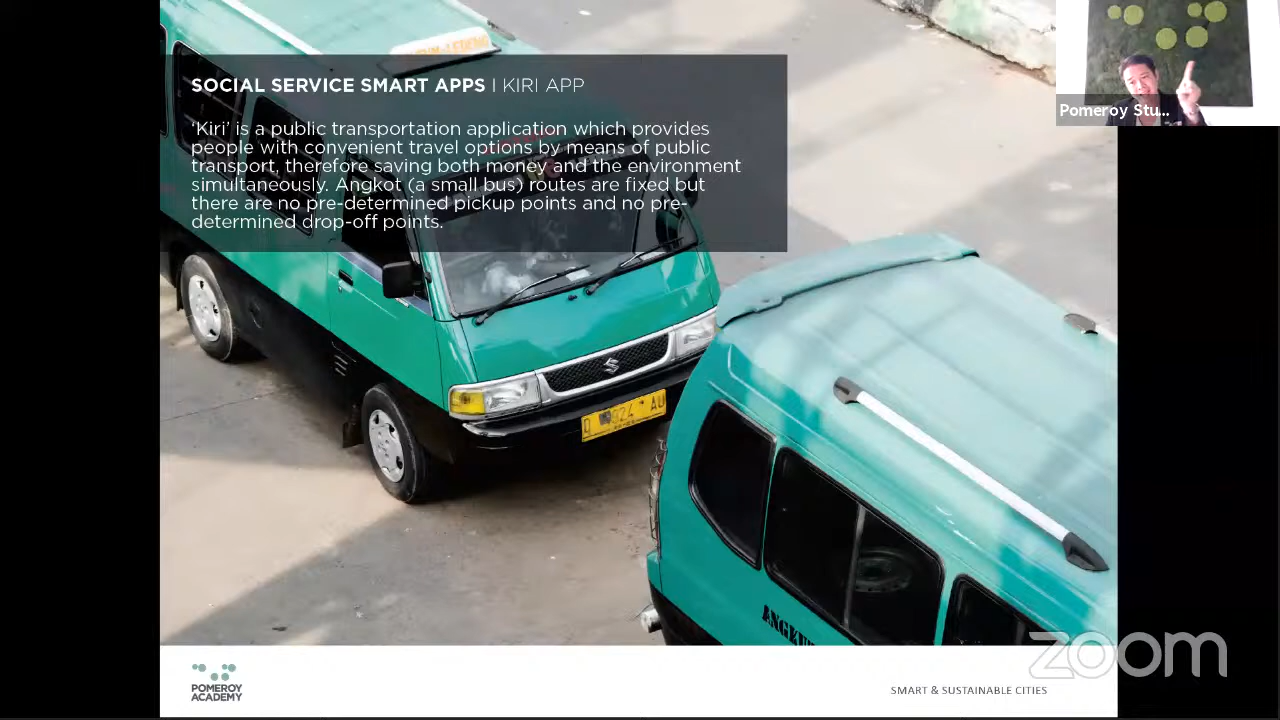 SOCIAL SERVICE SMART APPS | KIRI APP
'Kiri' is a public transportation application which provides
people with convenient travel options by means of public
transport, therefore saving both money and the environment
simultaneously. Angkot (a small bus) routes are fixed but
there are no pre-determined pickup points and no pre-
determined drop-off points.
Pomeroy Stu...
zoom
POMEROY
ACADEMY
SMART & SUSTAINABLE CITIES